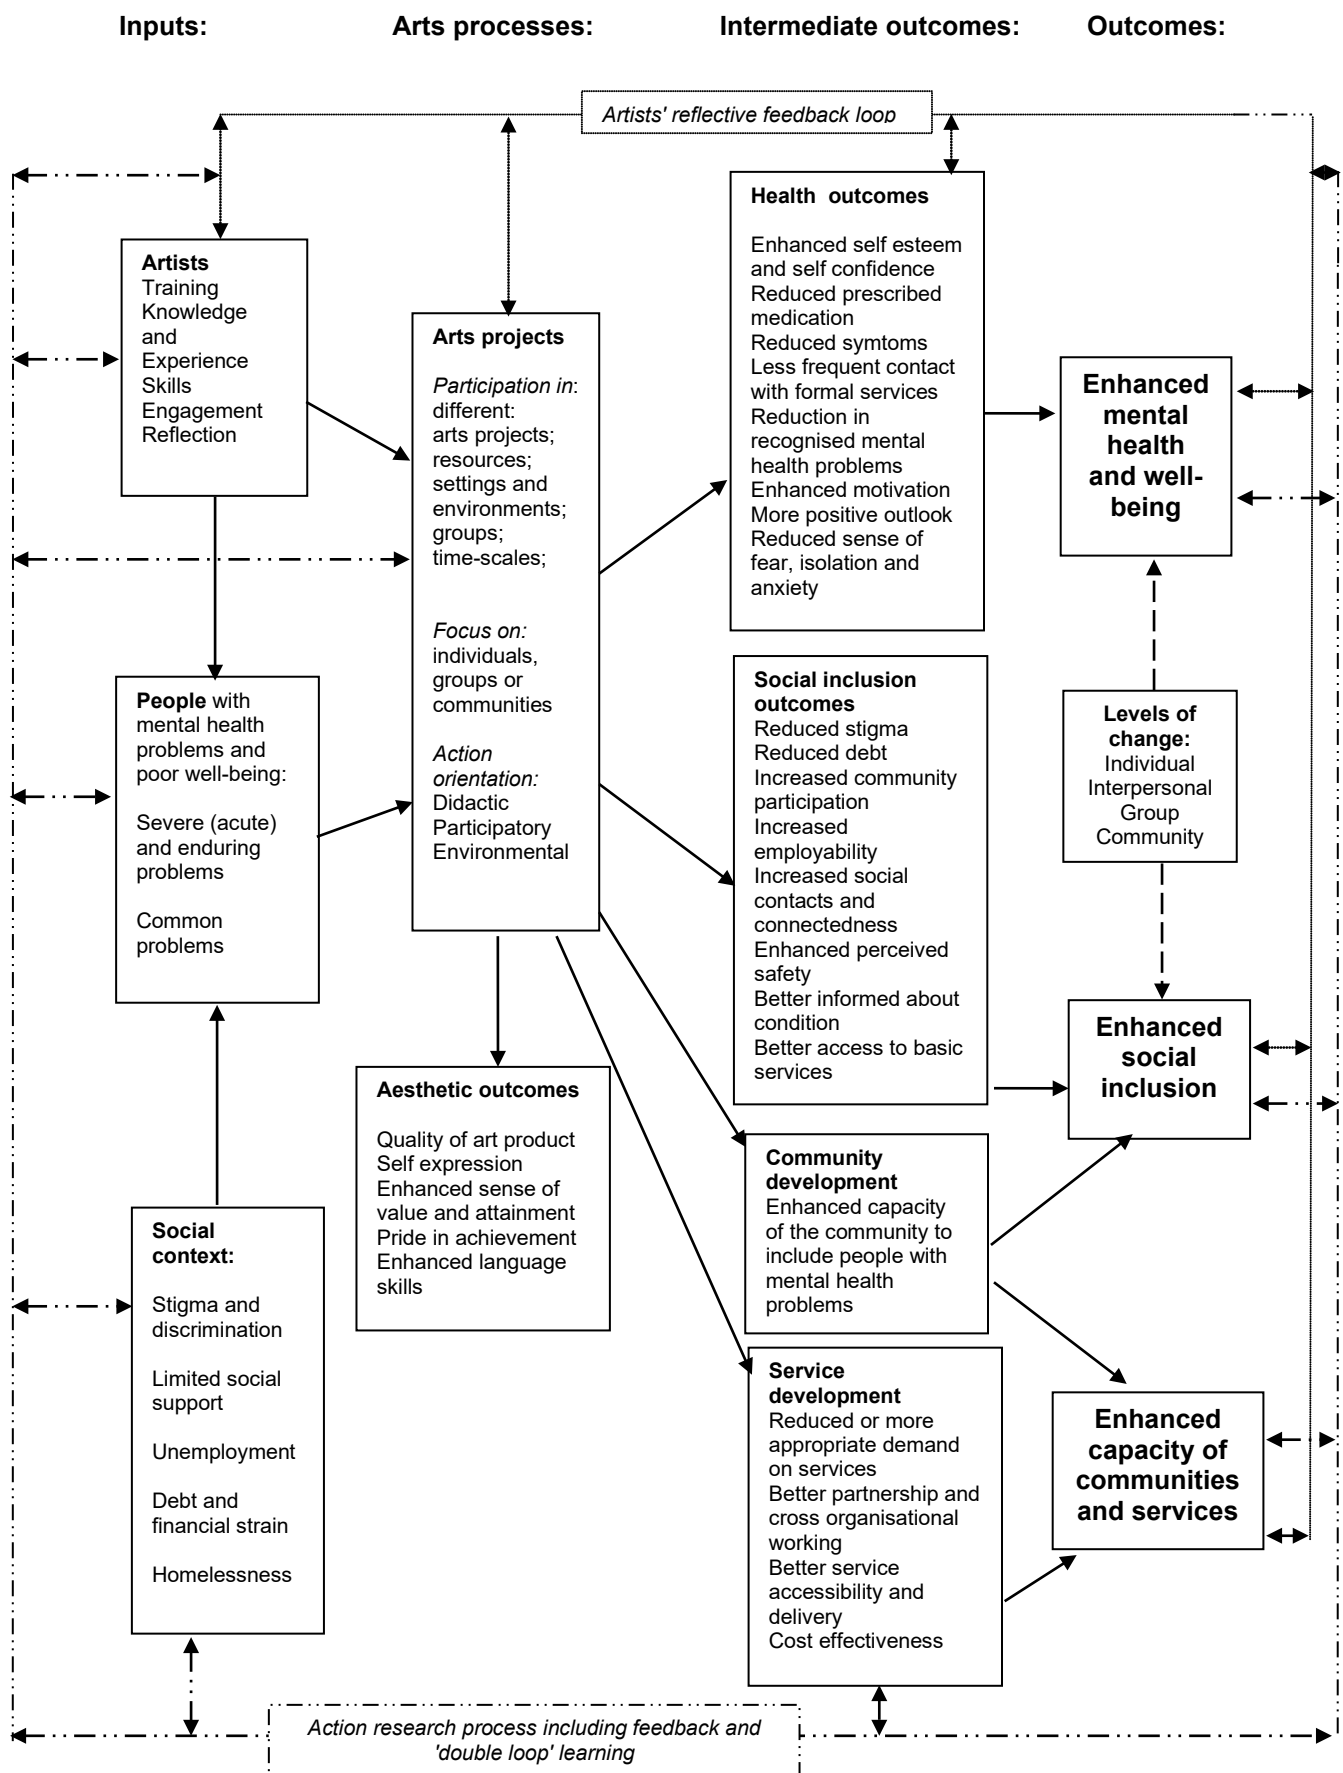 Inputs:
Arts processes:
Intermediate outcomes:
Outcomes:
Artists' reflective feedback loop
Artists
Training
Knowledge
and
Experience
Skills
Engagement
Reflection
People with
mental health
problems and
poor well-being:
Severe (acute)
and enduring
problems
Common
problems
Social
context:
Stigma and
discrimination
Limited social
support
Unemployment
Debt and
financial strain
Homelessness
Arts projects
Participation in:
different:
arts projects;
resources;
settings and
environments;
groups;
time-scales;
Focus on:
individuals,
groups or
communities
Action
orientation:
Didactic
Participatory
Environmental
Aesthetic outcomes
Quality of art product
Self expression
Enhanced sense of
value and attainment
Pride in achievement
Enhanced language
skills
Health outcomes
Enhanced self esteem
and self confidence
Reduced prescribed
medication
Reduced symtoms
Less frequent contact
with formal services
Reduction in
recognised mental
health problems
Enhanced motivation
More positive outlook
Reduced sense of
fear, isolation and
anxiety
Social inclusion
outcomes
Reduced stigma
Reduced debt
Increased community
participation
Increased
employability
Increased social
contacts and
connectedness
Enhanced perceived
safety
Better informed about
condition
Better access to basic
services
Community
development
Enhanced capacity
of the community to
include people with
mental health
problems
Service
development
Reduced or more
appropriate demand
on services
Better partnership and
cross organisational
working
Better service
accessibility and
delivery
Cost effectiveness
Enhanced
mental
health
and well-
being
Levels of
change:
Individual
Interpersonal
Group
Community
Enhanced
social
inclusion
Enhanced
capacity of
communities
and services
Action research process including feedback and
'double loop' learning